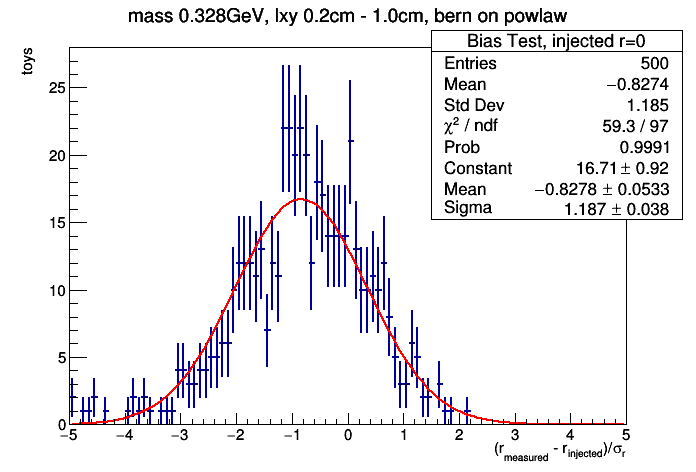 mass 0.328GeV, lxy 0.2cm - 1.0cm, bern on powlaw
toys
Bias Test, injected r=0
Entries 500
Mean −0.8274
Std Dev 1.185
χ² / ndf 59.3 / 97
Prob 0.9991
Constant 16.71 ± 0.92
Mean −0.8278 ± 0.0533
Sigma 1.187 ± 0.038
25
20
15
10
5
0
−5 −4 −3 −2 −1 0 1 2 3 4 5
(r_measured - r_injected)/σ_r